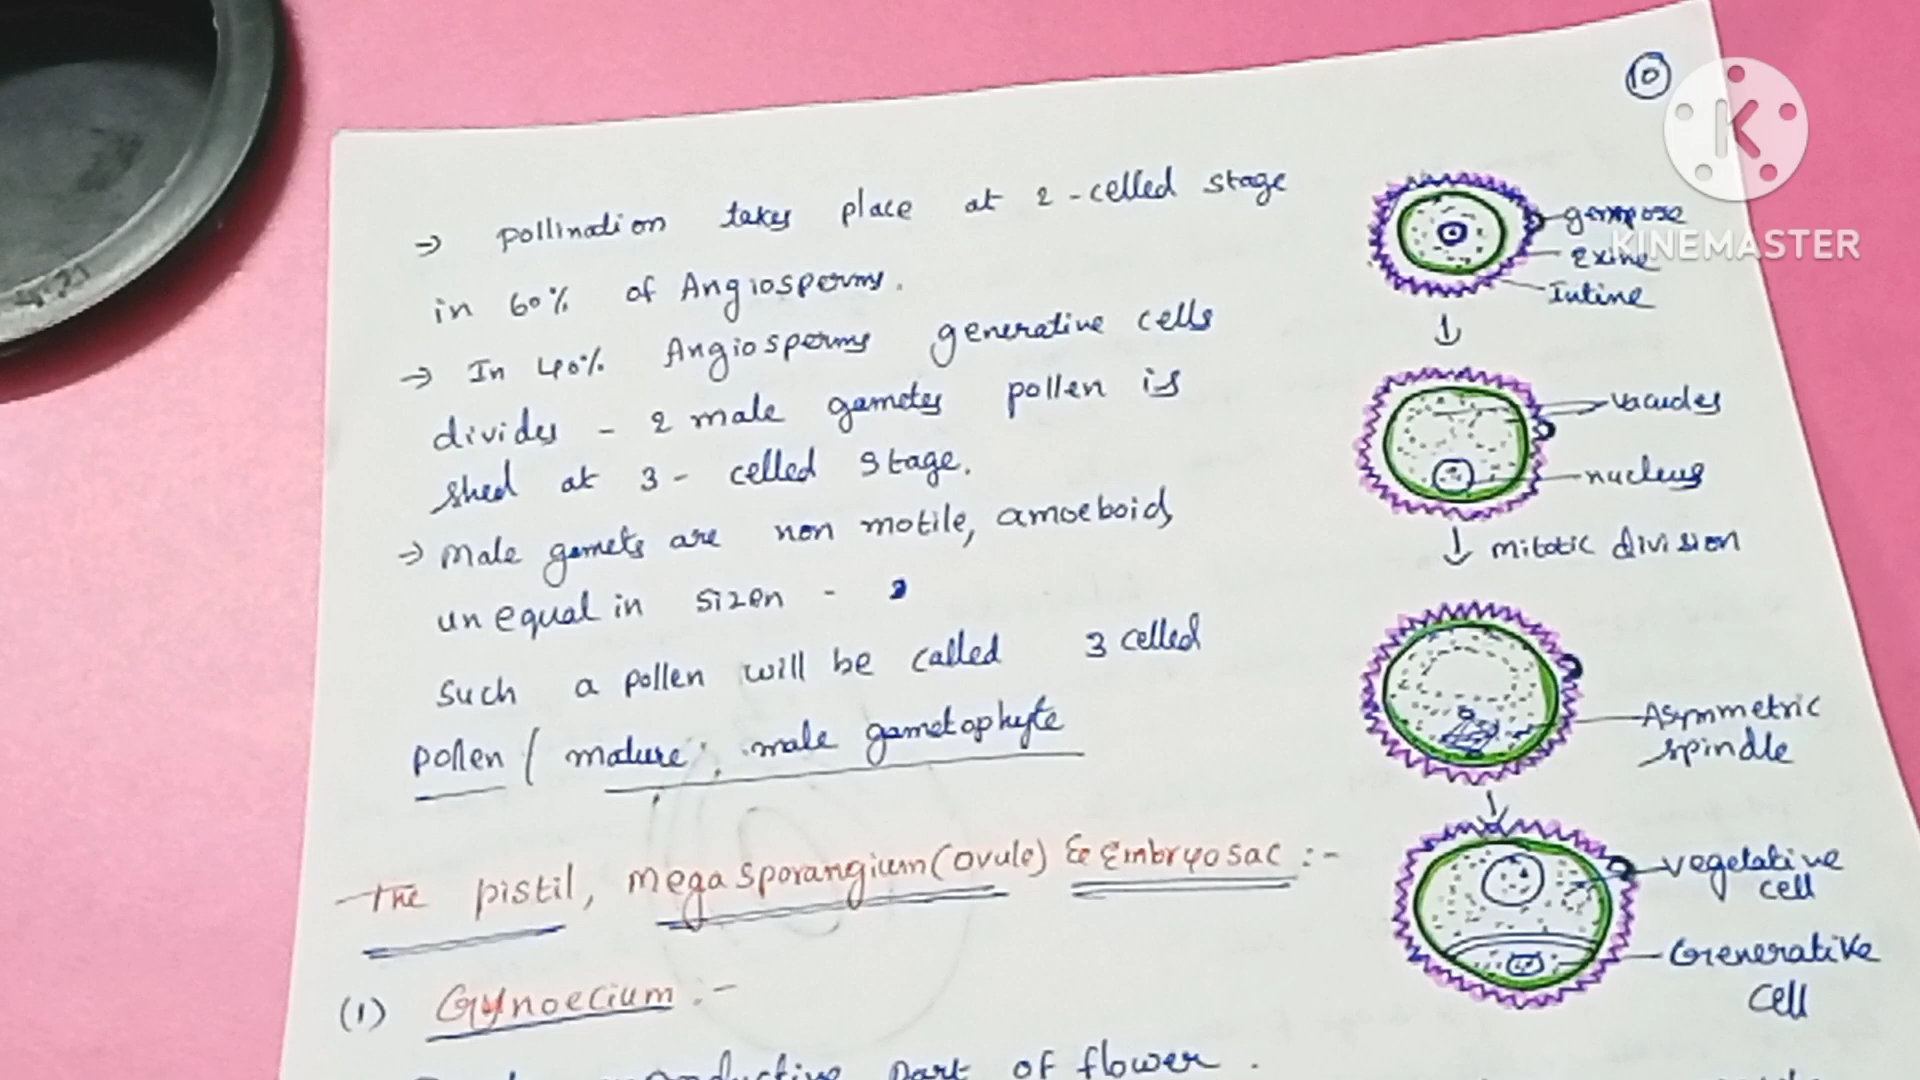 10
KINEMASTER
→ pollination takes place at 2-celled stage
in 60% of Angiosperms.
→ In 40% Angiosperms generative cells
divides - 2 male gametes pollen is
shed at 3- celled stage.
→ Male gamets are non motile, amoeboid,
unequal in sizen -
Such a pollen will be called 3 celled
pollen / mature, male gametophyte
The pistil, megasporangium (ovule) & Embryosac :-
(1) Gynoecium :-
part of flower.
germpose
Exine
Intine
vacuoles
nucleus
↓ mitotic division
Asymmetric
spindle
vegetative
cell
Generative
cell